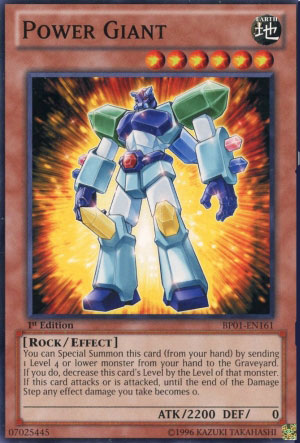 POWER GIANT
EARTH
地
1st Edition
BP01-EN161
[ROCK/EFFECT]
You can Special Summon this card (from your hand) by sending
1 Level 4 or lower monster from your hand to the Graveyard.
If you do, decrease this card's Level by the Level of that monster.
If this card attacks or is attacked, until the end of the Damage
Step any effect damage you take becomes 0.
ATK/2200 DEF/ 0
07025445
©1996 KAZUKI TAKAHASHI